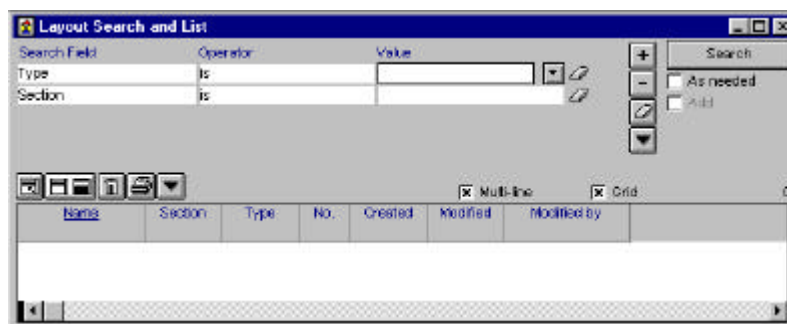 Layout Search and List
Search Field Operator Value
Type is
Section is
Search
As needed
Add
Multi-line Grid
Name Section Type No. Created Modified Modified by